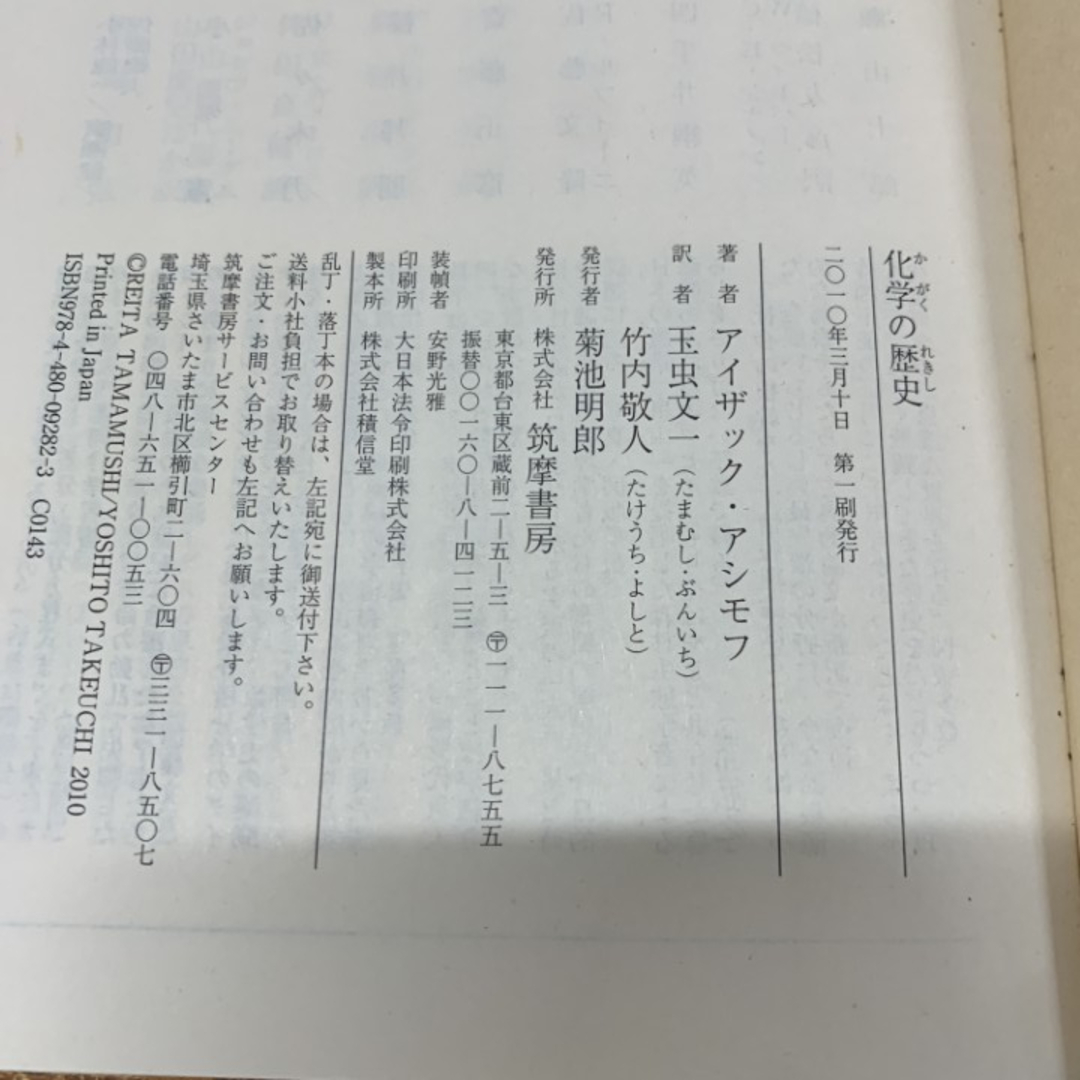 化学の歴史
かがく れきし
二〇一〇年三月十日 第一刷発行
著者 アイザック・アシモフ
訳者 玉虫文一(たまむし・ぶんいち)
竹内敬人(たけうち・よしと)
発行者 菊池明郎
発行所 株式会社 筑摩書房
東京都台東区蔵前二―五―三 〒一一一―八七五五
振替〇〇一六〇―八―四一二三
装幀者 安野光雅
印刷所 大日本法令印刷株式会社
製本所 株式会社積信堂
乱丁・落丁本の場合は、左記宛に御送付下さい。
送料小社負担でお取り替えいたします。
ご注文・お問い合わせも左記へお願いします。
筑摩書房サービスセンター
埼玉県さいたま市北区櫛引町二―六〇四 〒三三一―八五〇七
電話番号 〇四八―六五一―〇〇五三
©REITA TAMAMUSHI/YOSHITO TAKEUCHI 2010
Printed in Japan
ISBN978-4-480-09282-3 C0143